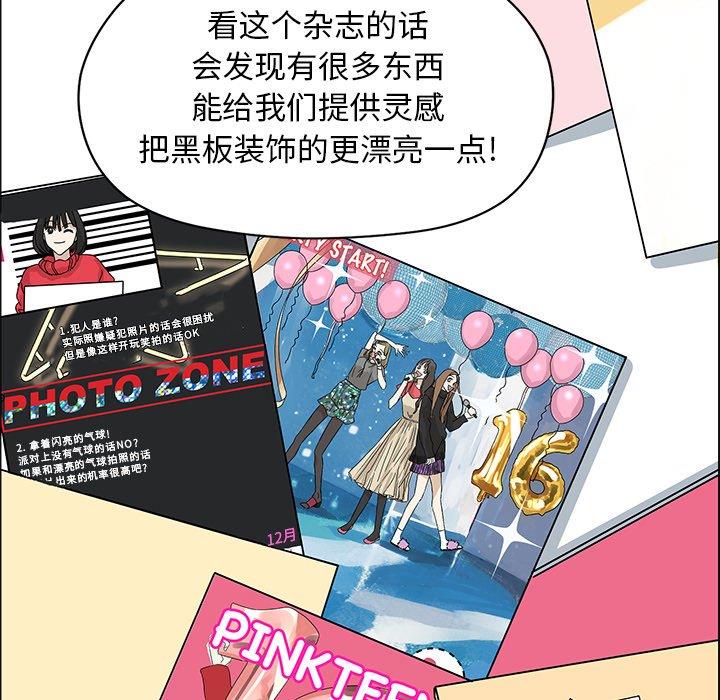 看这个杂志的话
会发现有很多东西
能给我们提供灵感
把黑板装饰的更漂亮一点!
PARTY START!
1.犯人是谁?
实际照嫌疑犯照片的话会很困扰
但是像这样开玩笑拍的话OK
PHOTO ZONE
2. 拿着闪亮的气球!
派对上没有气球的话NO?
如果和漂亮的气球拍照的话
片出来的机率很高吧?
12月
16
PINKTEEN